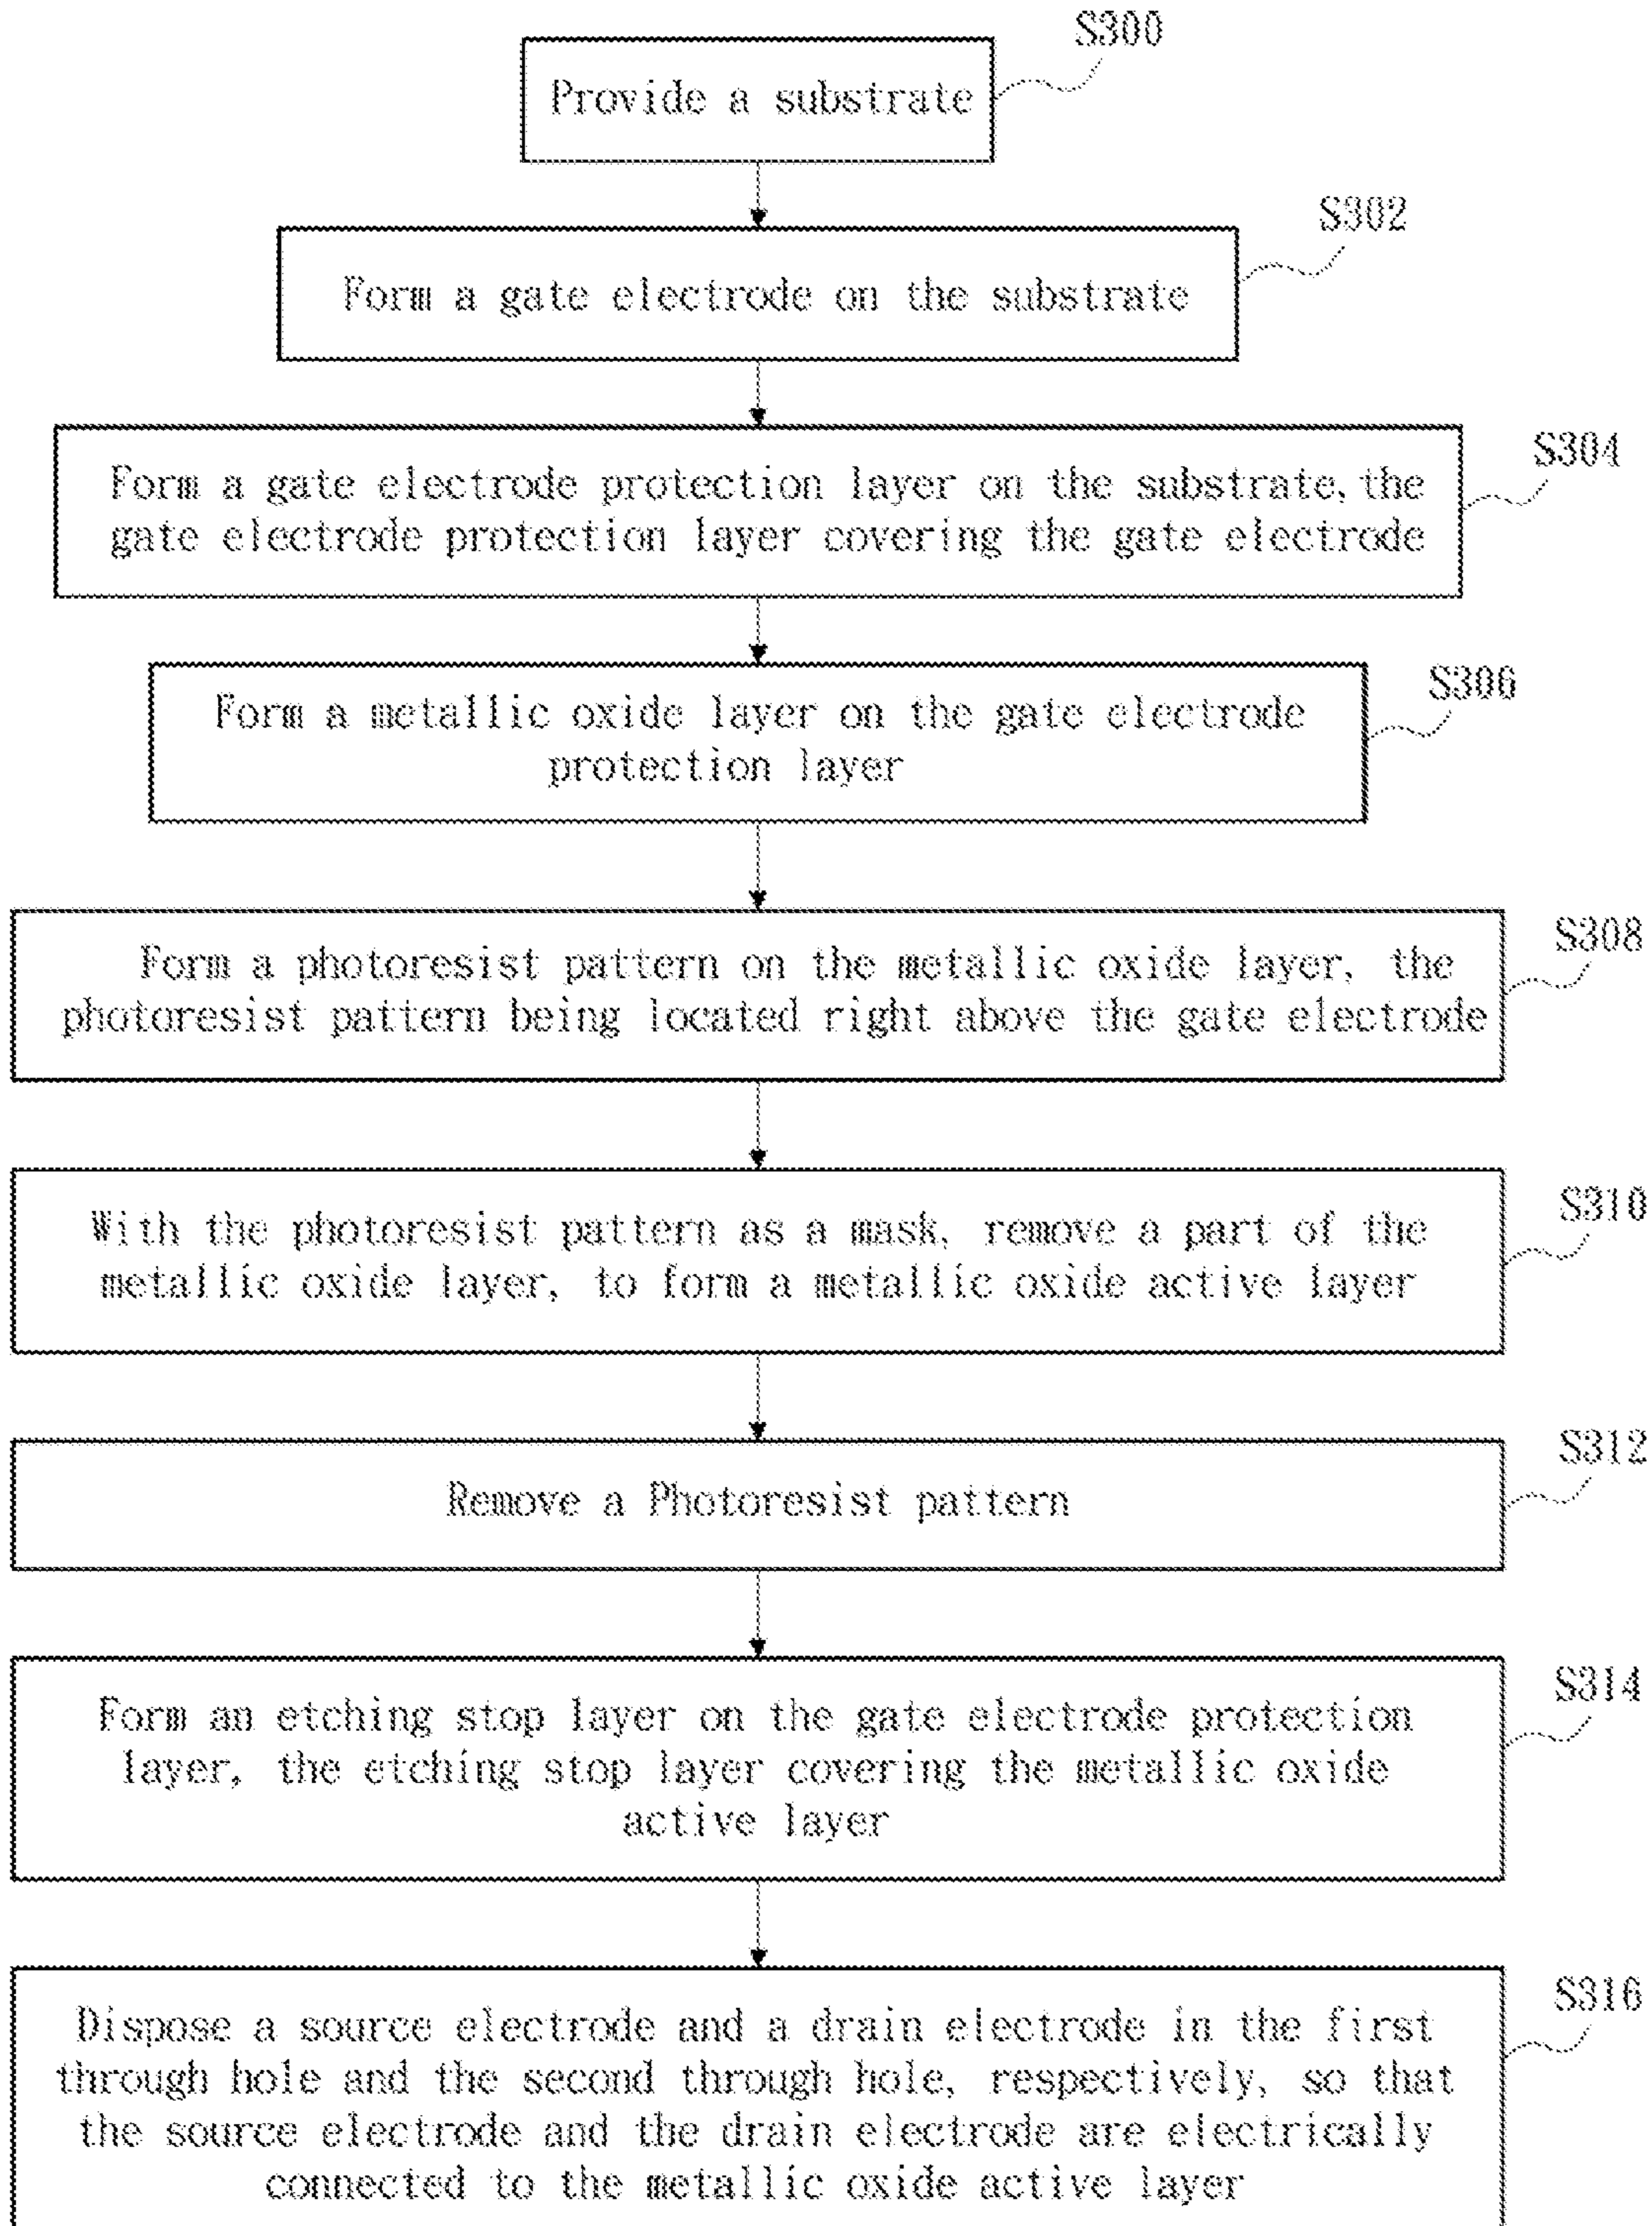 S300
Provide a substrate
S302
Form a gate electrode on the substrate
S304
Form a gate electrode protection layer on the substrate, the
gate electrode protection layer covering the gate electrode
S306
Form a metallic oxide layer on the gate electrode
protection layer
S308
Form a photoresist pattern on the metallic oxide layer, the
photoresist pattern being located right above the gate electrode
S310
With the photoresist pattern as a mask, remove a part of the
metallic oxide layer, to form a metallic oxide active layer
S312
Remove a Photoresist pattern
S314
Form an etching stop layer on the gate electrode protection
layer, the etching stop layer covering the metallic oxide
active layer
S316
Dispose a source electrode and a drain electrode in the first
through hole and the second through hole, respectively, so that
the source electrode and the drain electrode are electrically
connected to the metallic oxide active layer